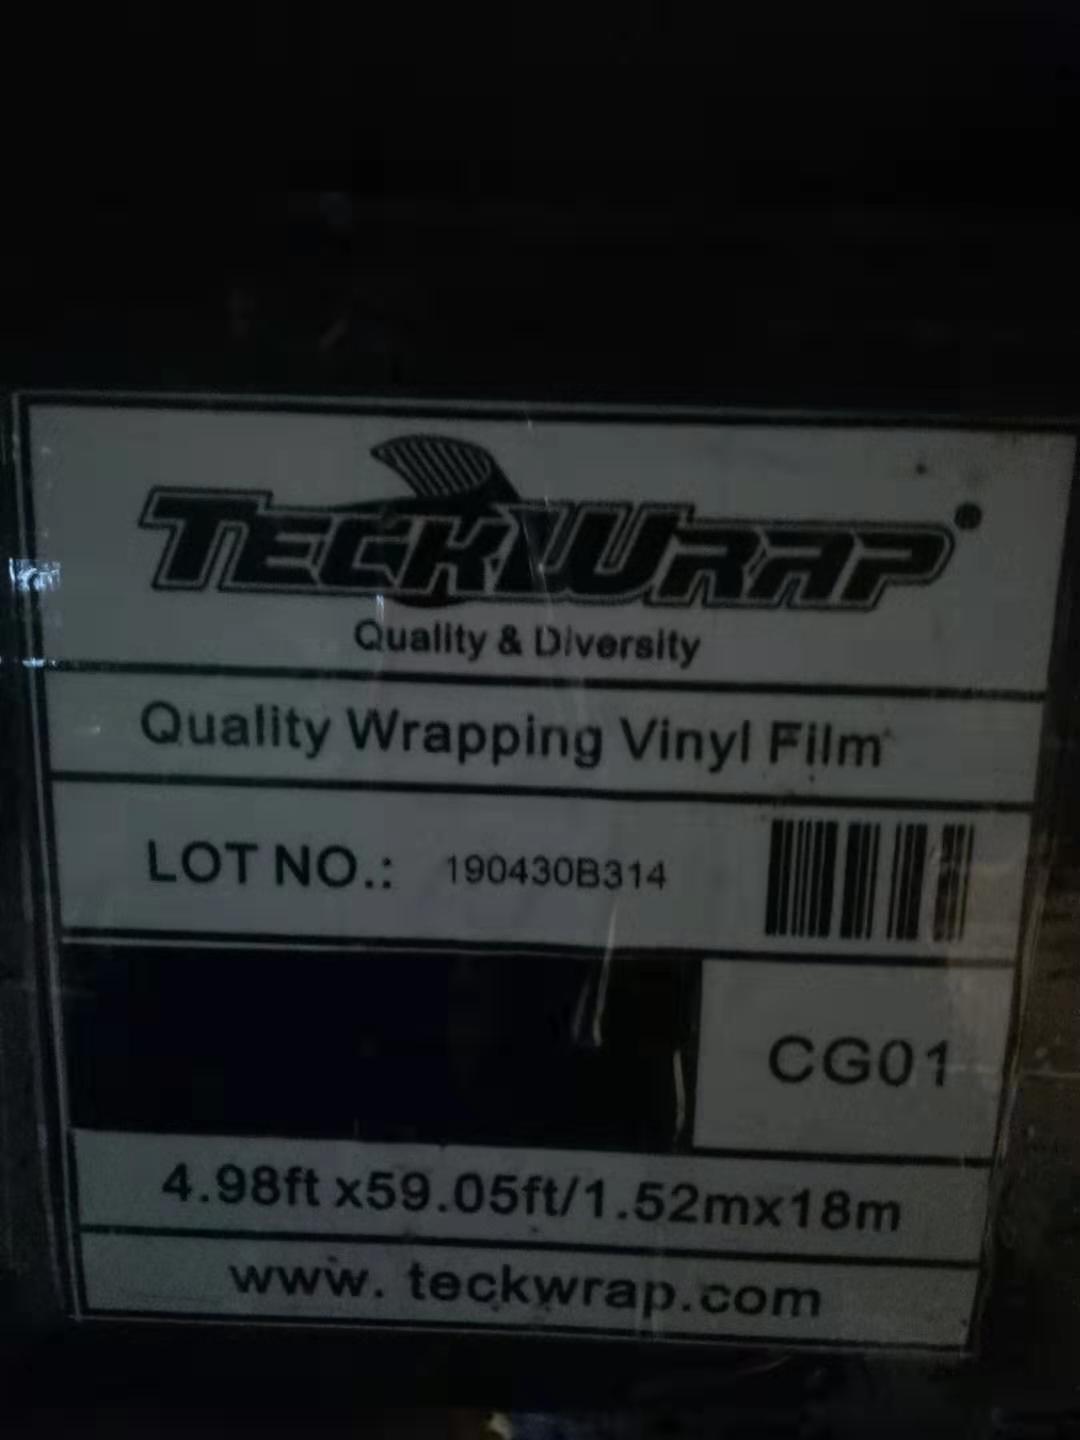 TECKWRAP
Quality & Diversity
Quality Wrapping Vinyl Film
LOT NO.: 190430B314
CG01
4.98ft x59.05ft/1.52mx18m
www. teckwrap.com